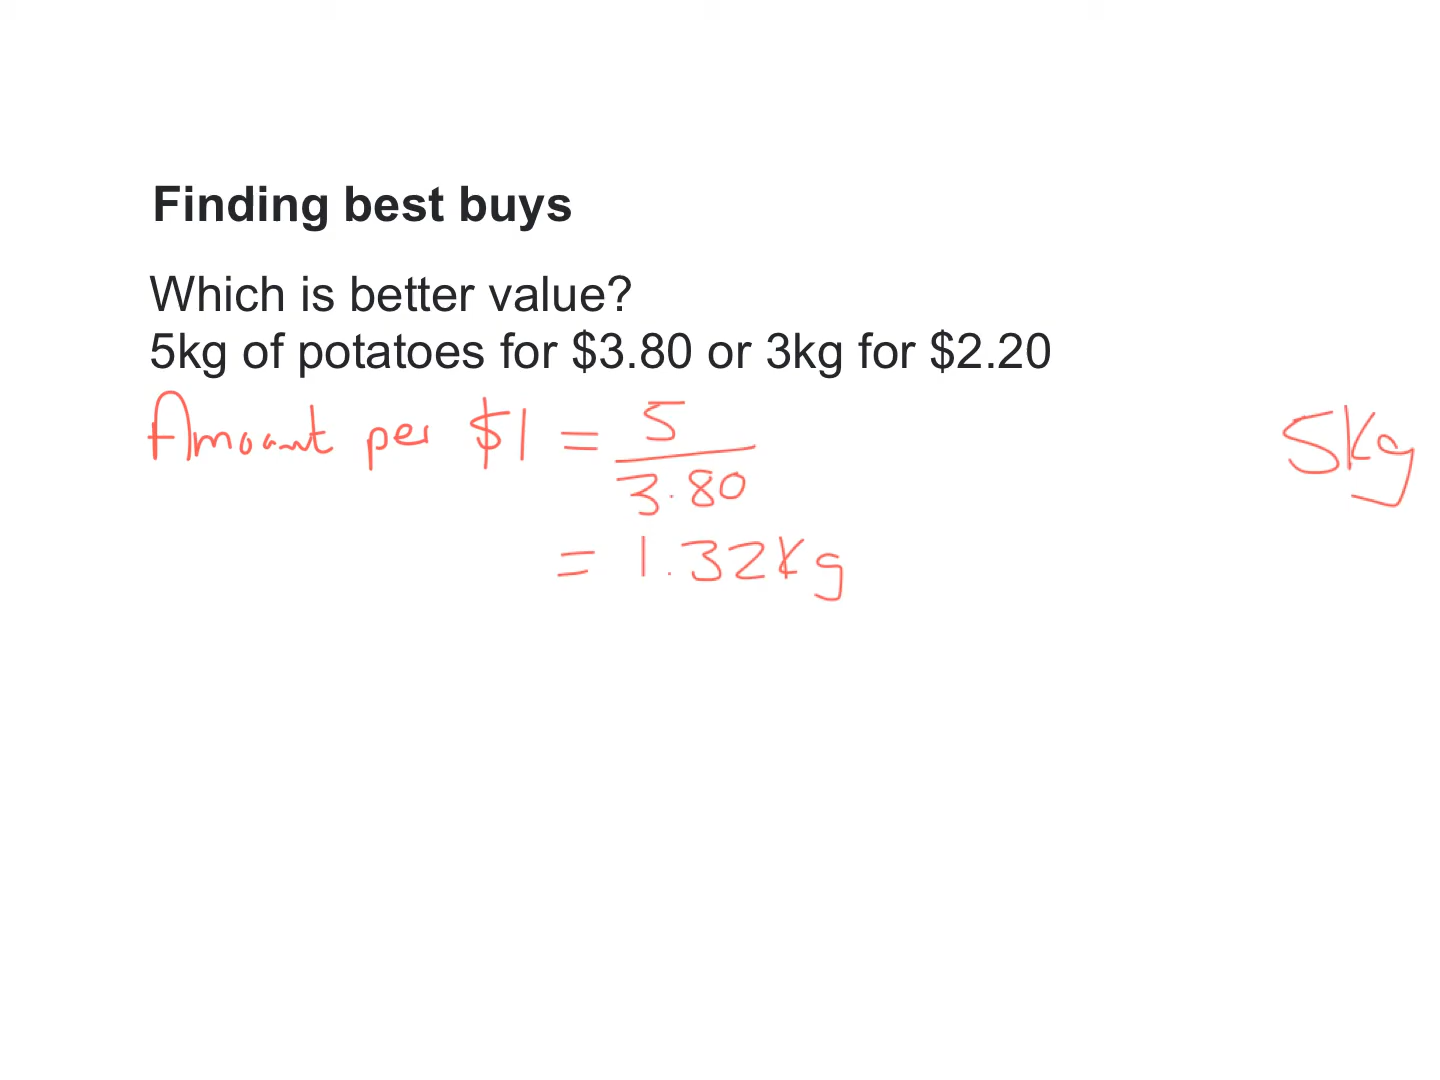 Finding best buys
Which is better value?
5kg of potatoes for $3.80 or 3kg for $2.20
Amount per $1 = 5/3.80
5kg
= 1.32kg